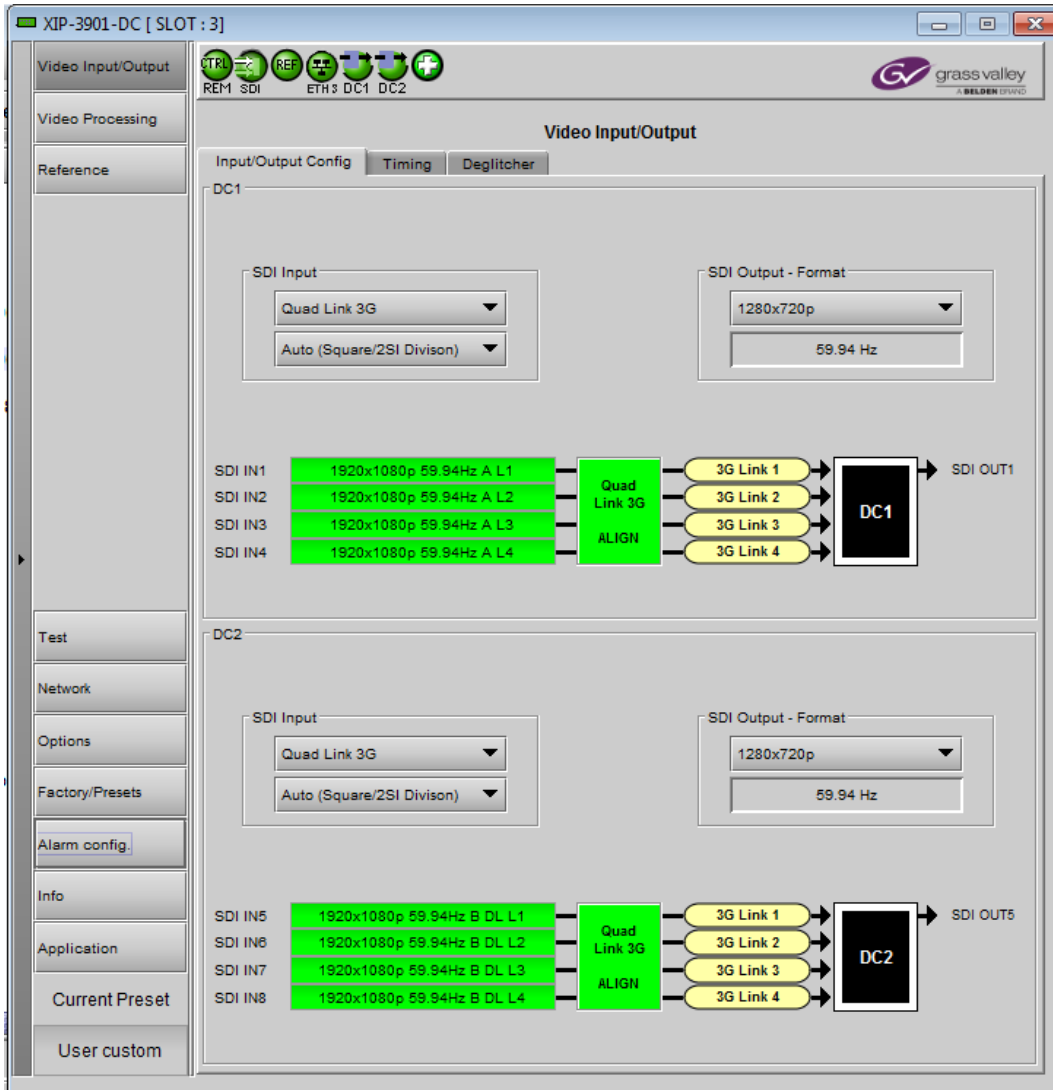 XIP-3901-DC [ SLOT : 3]
Video Input/Output
Video Processing
Reference
Test
Network
Options
Factory/Presets
Alarm config.
Info
Application
Current Preset
User custom
CTRL
REF
REM SDI ETH3 DC1 DC2
GV grass valley
A BELDEN BRAND
Video Input/Output
Input/Output Config Timing Deglitcher
DC1
SDI Input
Quad Link 3G
Auto (Square/2SI Divison)
SDI Output - Format
1280x720p
59.94 Hz
SDI IN1 1920x1080p 59.94Hz A L1 3G Link 1 SDI OUT1
SDI IN2 1920x1080p 59.94Hz A L2 3G Link 2
SDI IN3 1920x1080p 59.94Hz A L3 3G Link 3
SDI IN4 1920x1080p 59.94Hz A L4 3G Link 4
Quad
Link 3G
ALIGN
DC1
DC2
SDI Input
Quad Link 3G
Auto (Square/2SI Divison)
SDI Output - Format
1280x720p
59.94 Hz
SDI IN5 1920x1080p 59.94Hz B DL L1 3G Link 1 SDI OUT5
SDI IN6 1920x1080p 59.94Hz B DL L2 3G Link 2
SDI IN7 1920x1080p 59.94Hz B DL L3 3G Link 3
SDI IN8 1920x1080p 59.94Hz B DL L4 3G Link 4
Quad
Link 3G
ALIGN
DC2